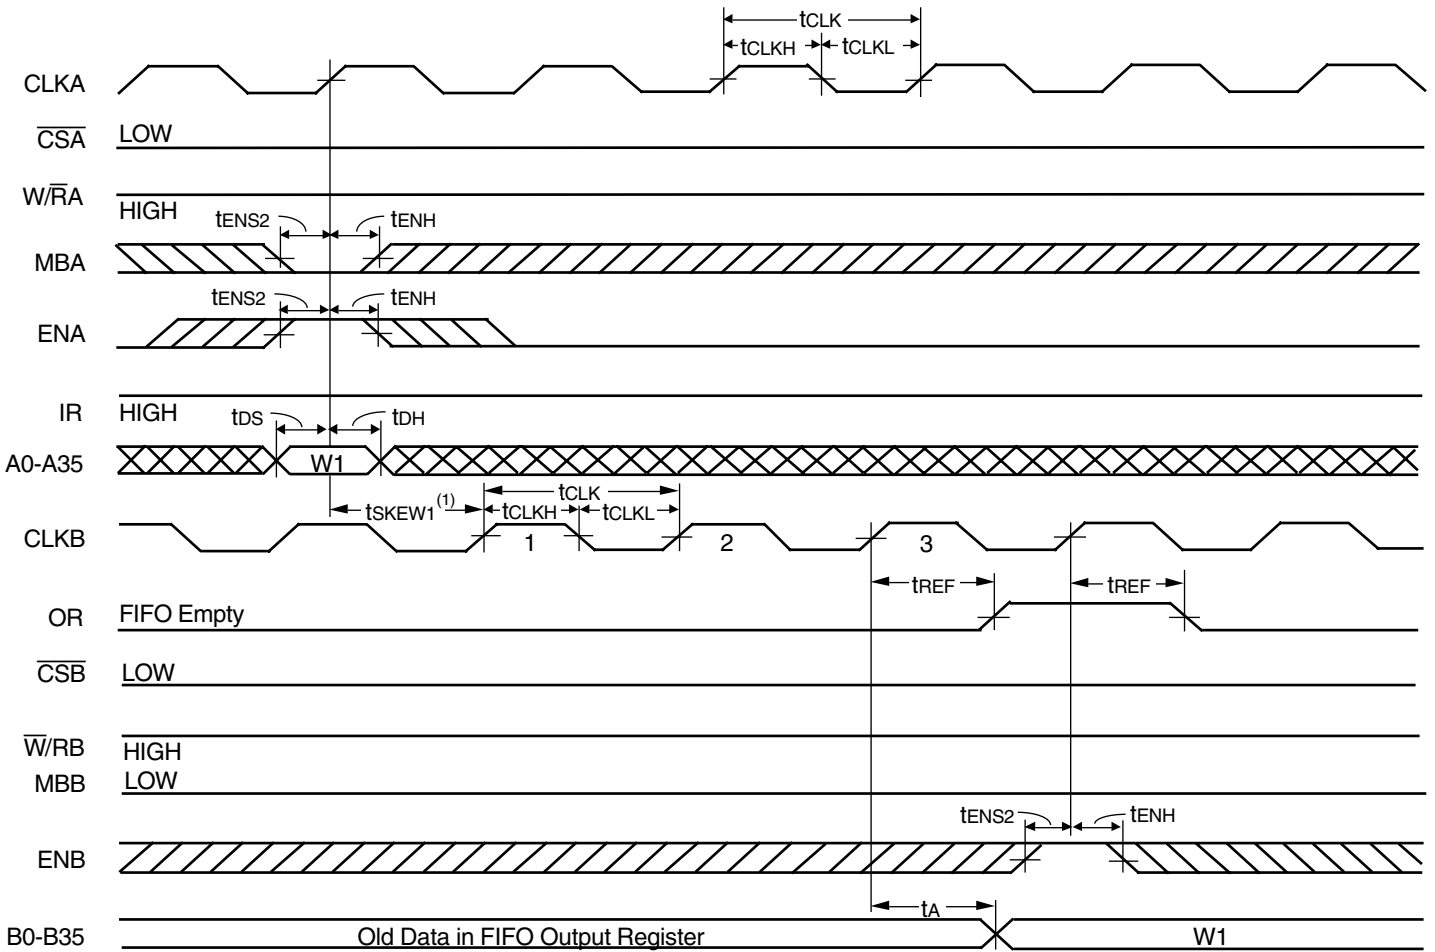 tCLK
tCLKH tCLKL
CLKA
CSA LOW
W/RA
HIGH
tENS2 tENH
MBA
tENS2 tENH
ENA
IR HIGH
tDS tDH
A0-A35 W1
tCLK
tSKEW1(1) tCLKH tCLKL
CLKB 1 2 3
tREF tREF
OR FIFO Empty
CSB LOW
W/RB HIGH
MBB LOW
tENS2 tENH
ENB
tA
B0-B35 Old Data in FIFO Output Register W1